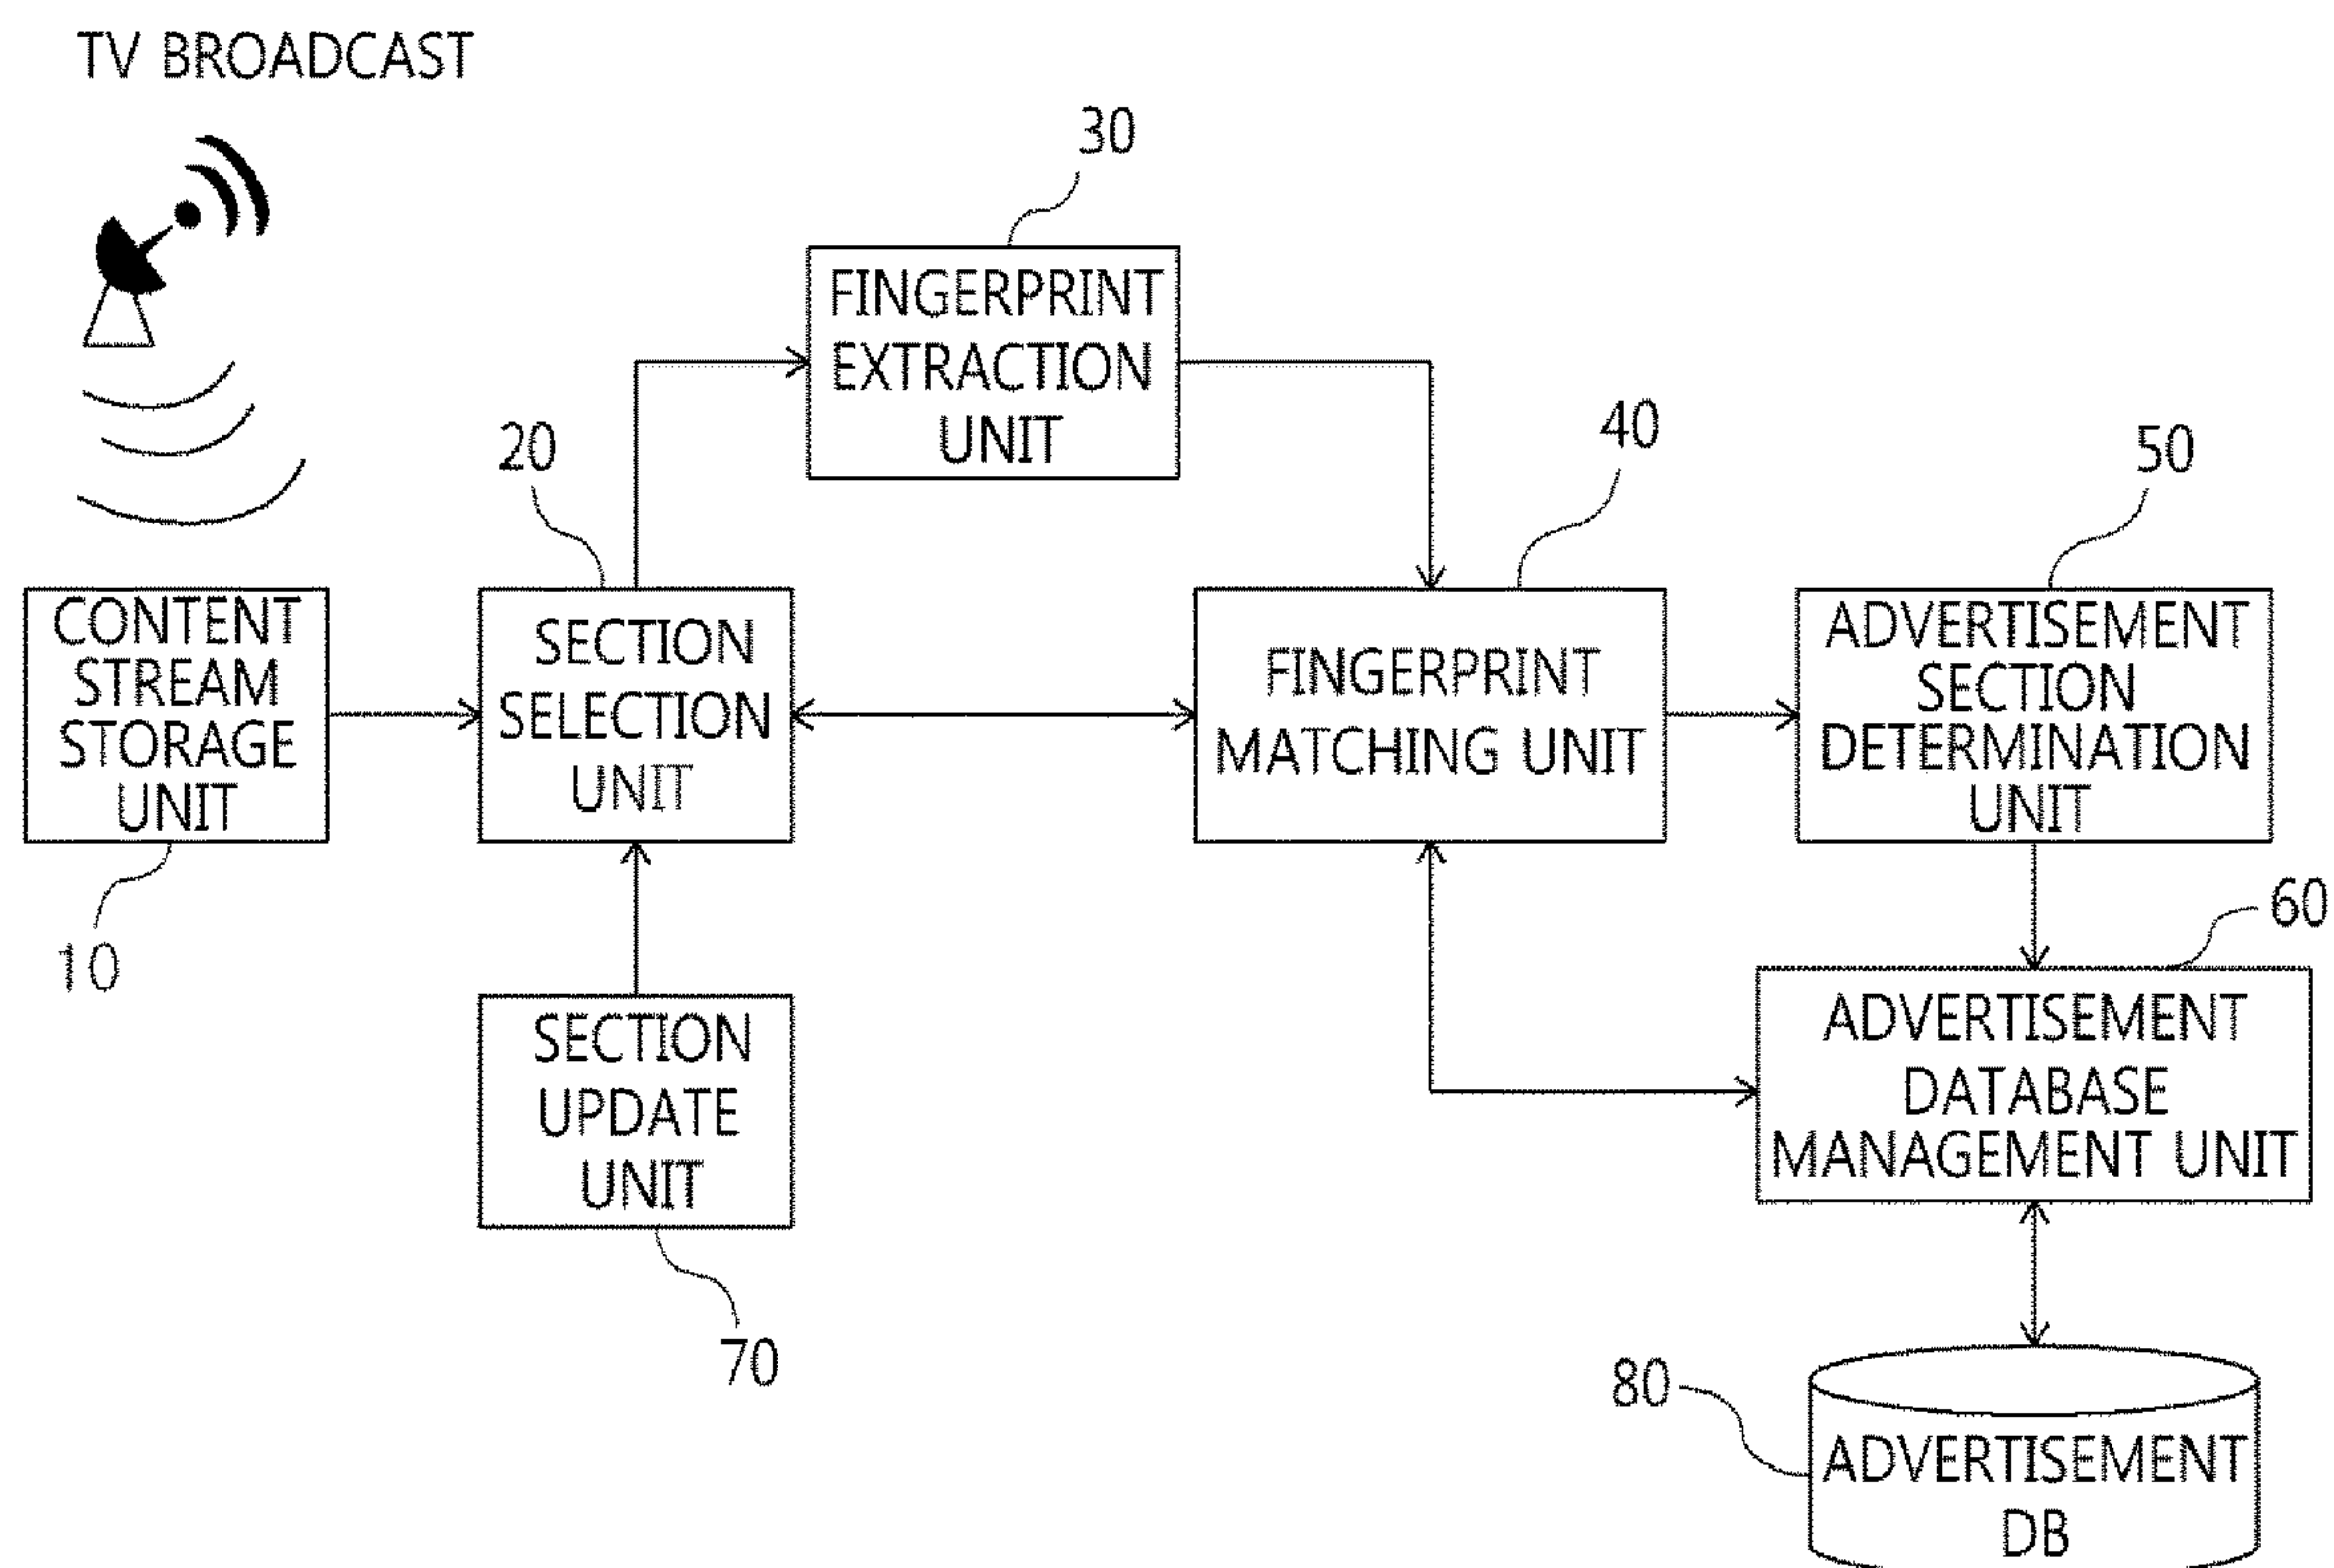 TV BROADCAST
30
FINGERPRINT
EXTRACTION
UNIT
20
40
50
CONTENT
STREAM
STORAGE
UNIT
SECTION
SELECTION
UNIT
FINGERPRINT
MATCHING UNIT
ADVERTISEMENT
SECTION
DETERMINATION
UNIT
10
60
SECTION
UPDATE
UNIT
ADVERTISEMENT
DATABASE
MANAGEMENT UNIT
70
80
ADVERTISEMENT
DB